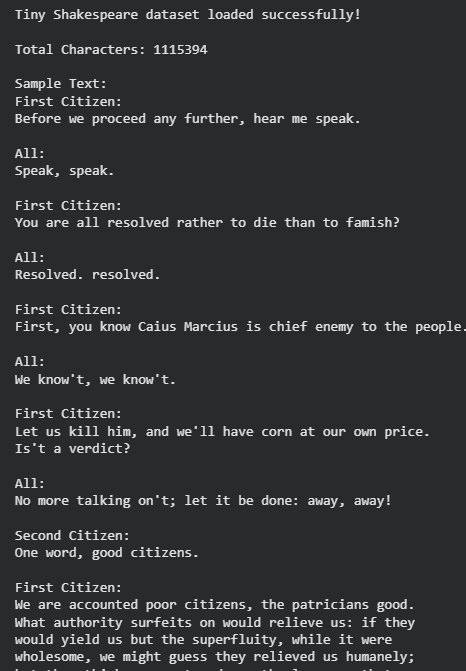 Tiny Shakespeare dataset loaded successfully!
Total Characters: 1115394
Sample Text:
First Citizen:
Before we proceed any further, hear me speak.
All:
Speak, speak.
First Citizen:
You are all resolved rather to die than to famish?
All:
Resolved. resolved.
First Citizen:
First, you know Caius Marcius is chief enemy to the people.
All:
We know't, we know't.
First Citizen:
Let us kill him, and we'll have corn at our own price.
Is't a verdict?
All:
No more talking on't; let it be done: away, away!
Second Citizen:
One word, good citizens.
First Citizen:
We are accounted poor citizens, the patricians good.
What authority surfeits on would relieve us: if they
would yield us but the superfluity, while it were
wholesome, we might guess they relieved us humanely;